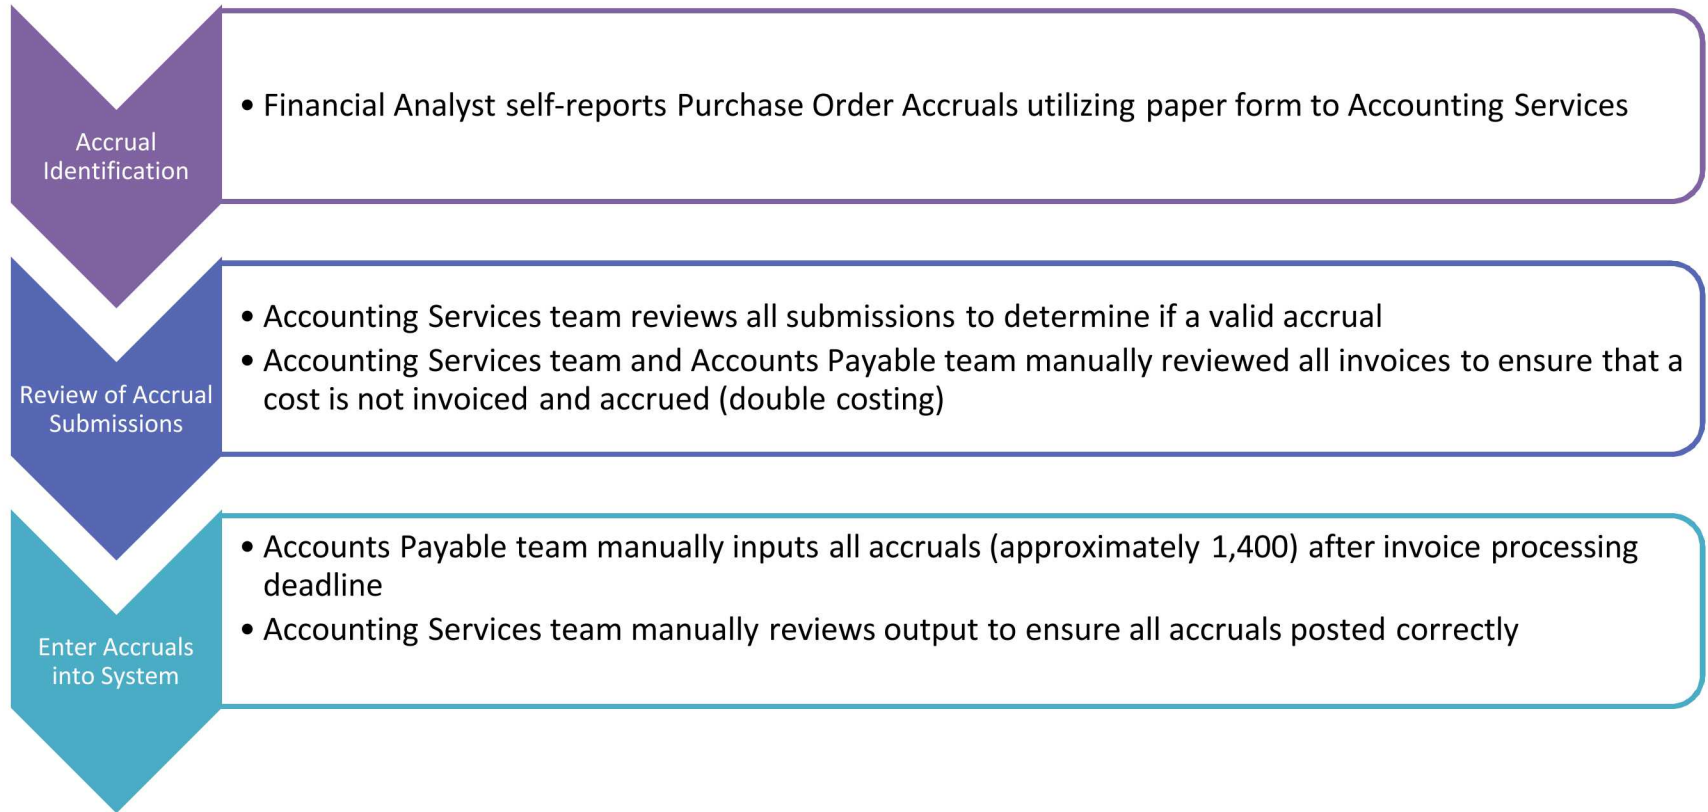 Accrual
Identification
• Financial Analyst self-reports Purchase Order Accruals utilizing paper form to Accounting Services
Review of Accrual
Submissions
• Accounting Services team reviews all submissions to determine if a valid accrual
• Accounting Services team and Accounts Payable team manually reviewed all invoices to ensure that a
cost is not invoiced and accrued (double costing)
Enter Accruals
into System
• Accounts Payable team manually inputs all accruals (approximately 1,400) after invoice processing
deadline
• Accounting Services team manually reviews output to ensure all accruals posted correctly